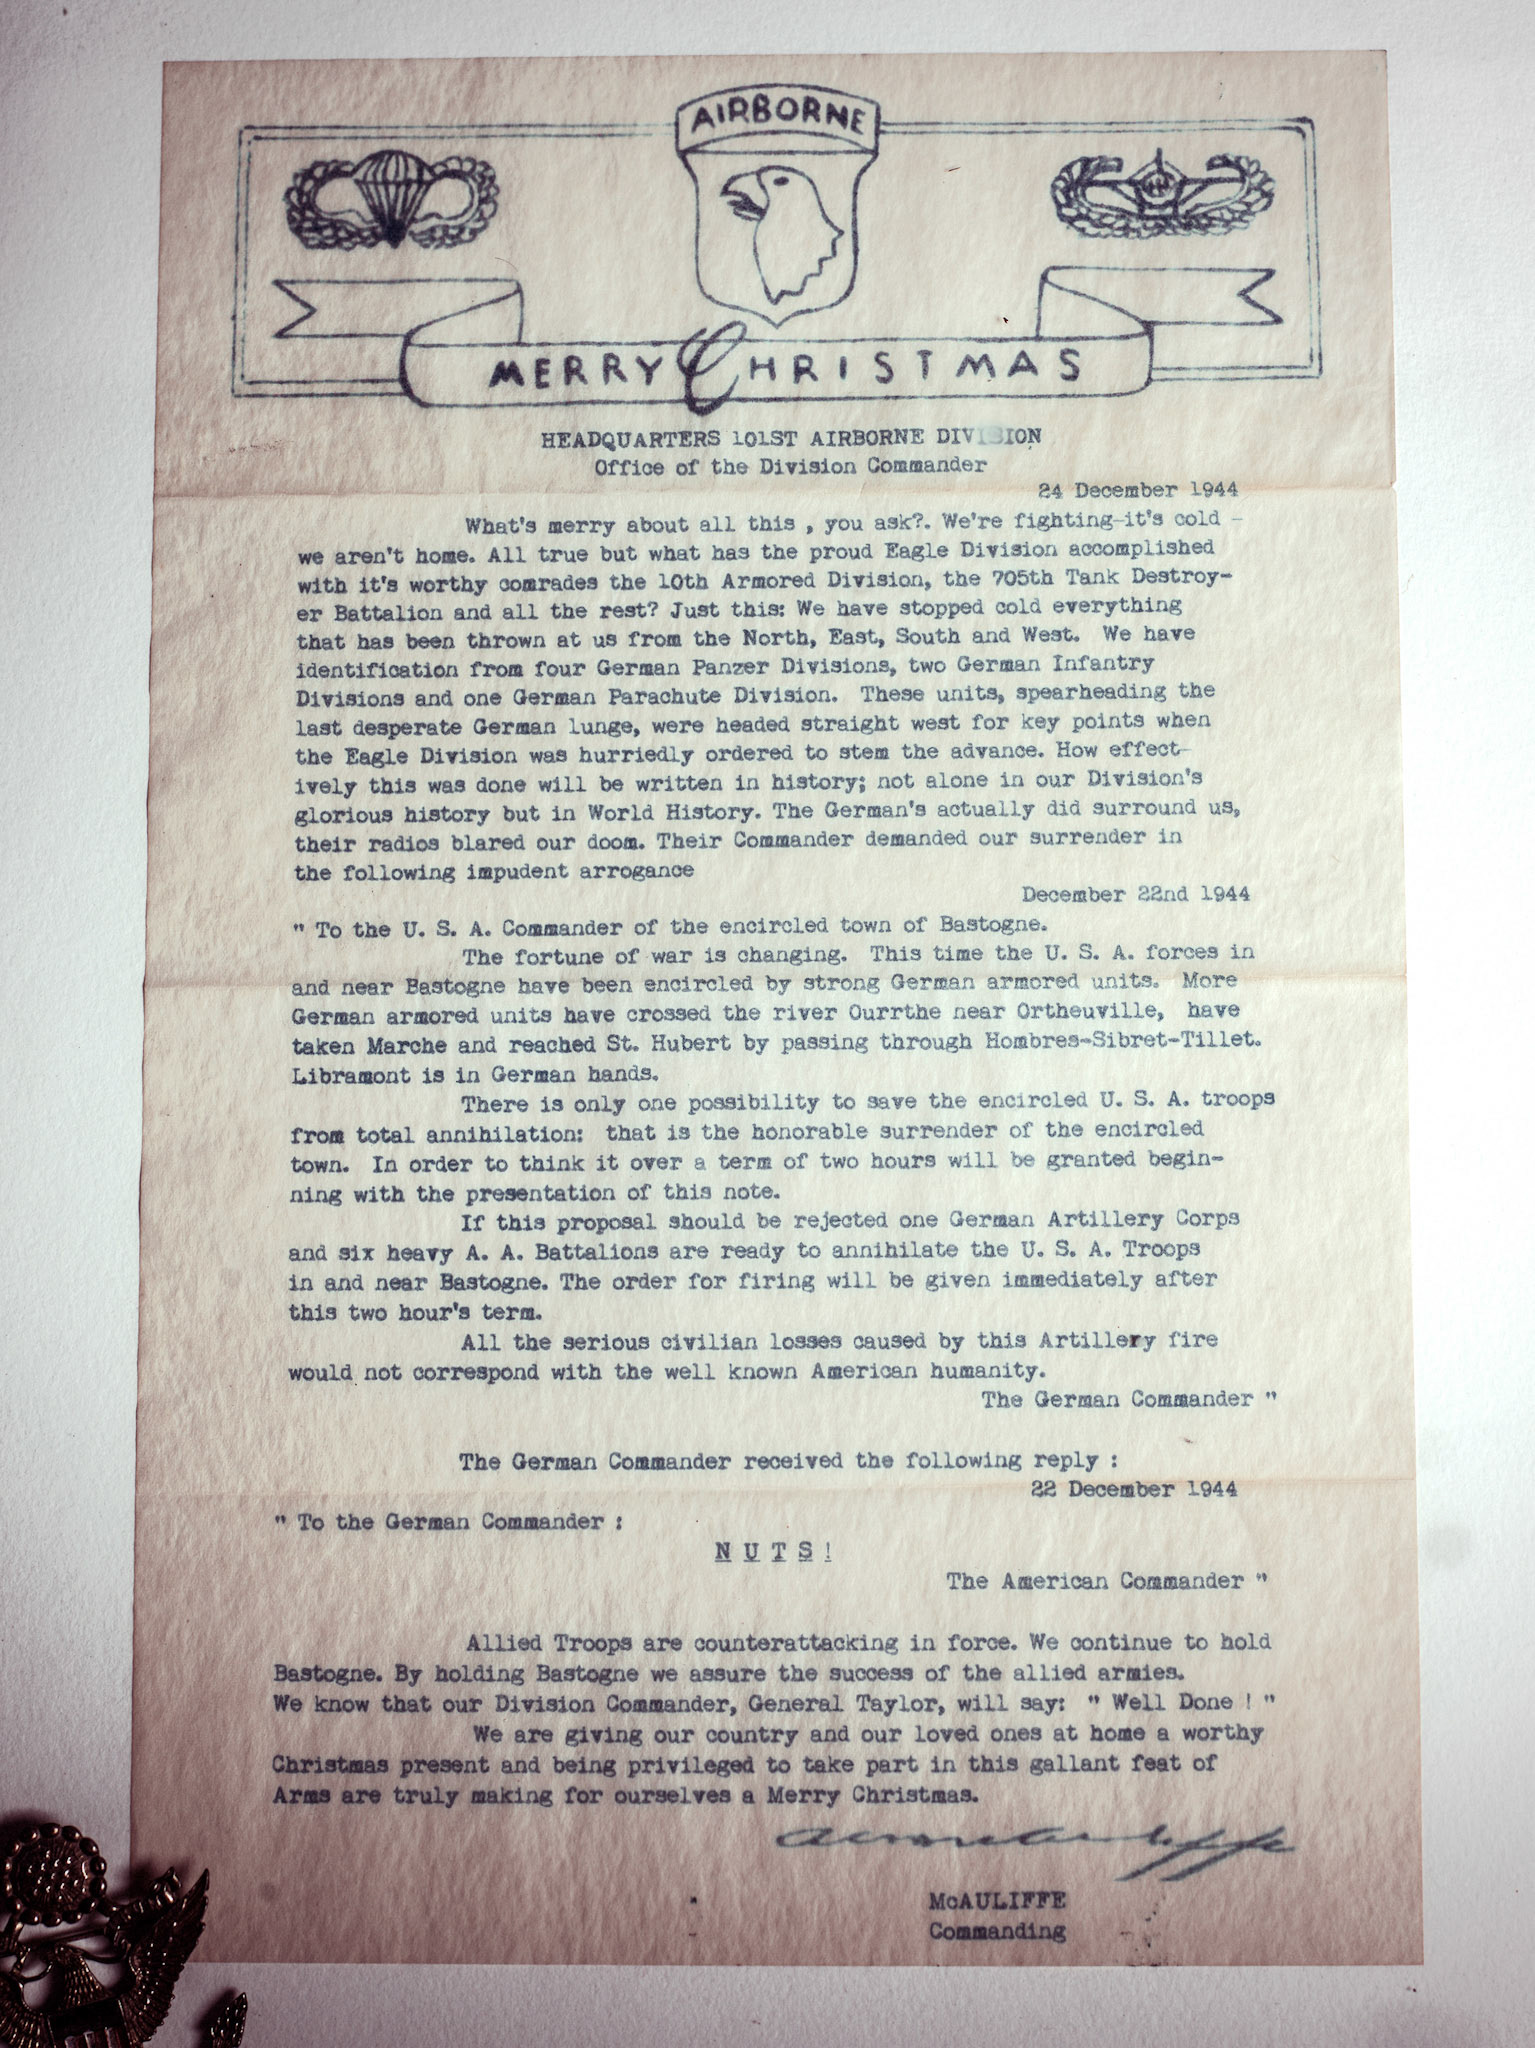 AIRBORNE
MERRY CHRISTMAS
HEADQUARTERS 101ST AIRBORNE DIVISION
Office of the Division Commander
24 December 1944
What's merry about all this , you ask?. We're fighting-it's cold -
we aren't home. All true but what has the proud Eagle Division accomplished
with it's worthy comrades the 10th Armored Division, the 705th Tank Destroy-
er Battalion and all the rest? Just this: We have stopped cold everything
that has been thrown at us from the North, East, South and West. We have
identification from four German Panzer Divisions, two German Infantry
Divisions and one German Parachute Division. These units, spearheading the
last desperate German lunge, were headed straight west for key points when
the Eagle Division was hurriedly ordered to stem the advance. How effect-
ively this was done will be written in history; not alone in our Division's
glorious history but in World History. The German's actually did surround us,
their radios blared our doom. Their Commander demanded our surrender in
the following impudent arrogance
December 22nd 1944
" To the U. S. A. Commander of the encircled town of Bastogne.
The fortune of war is changing. This time the U. S. A. forces in
and near Bastogne have been encircled by strong German armored units. More
German armored units have crossed the river Ourrthe near Ortheuville, have
taken Marche and reached St. Hubert by passing through Hombres-Sibret-Tillet.
Libramont is in German hands.
There is only one possibility to save the encircled U. S. A. troops
from total annihilation: that is the honorable surrender of the encircled
town. In order to think it over a term of two hours will be granted begin-
ning with the presentation of this note.
If this proposal should be rejected one German Artillery Corps
and six heavy A. A. Battalions are ready to annihilate the U. S. A. Troops
in and near Bastogne. The order for firing will be given immediately after
this two hour's term.
All the serious civilian losses caused by this Artillery fire
would not correspond with the well known American humanity.
The German Commander "
The German Commander received the following reply :
22 December 1944
" To the German Commander :
N U T S !
The American Commander "
Allied Troops are counterattacking in force. We continue to hold
Bastogne. By holding Bastogne we assure the success of the allied armies.
We know that our Division Commander, General Taylor, will say: " Well Done ! "
We are giving our country and our loved ones at home a worthy
Christmas present and being privileged to take part in this gallant feat of
Arms are truly making for ourselves a Merry Christmas.
McAULIFFE
Commanding